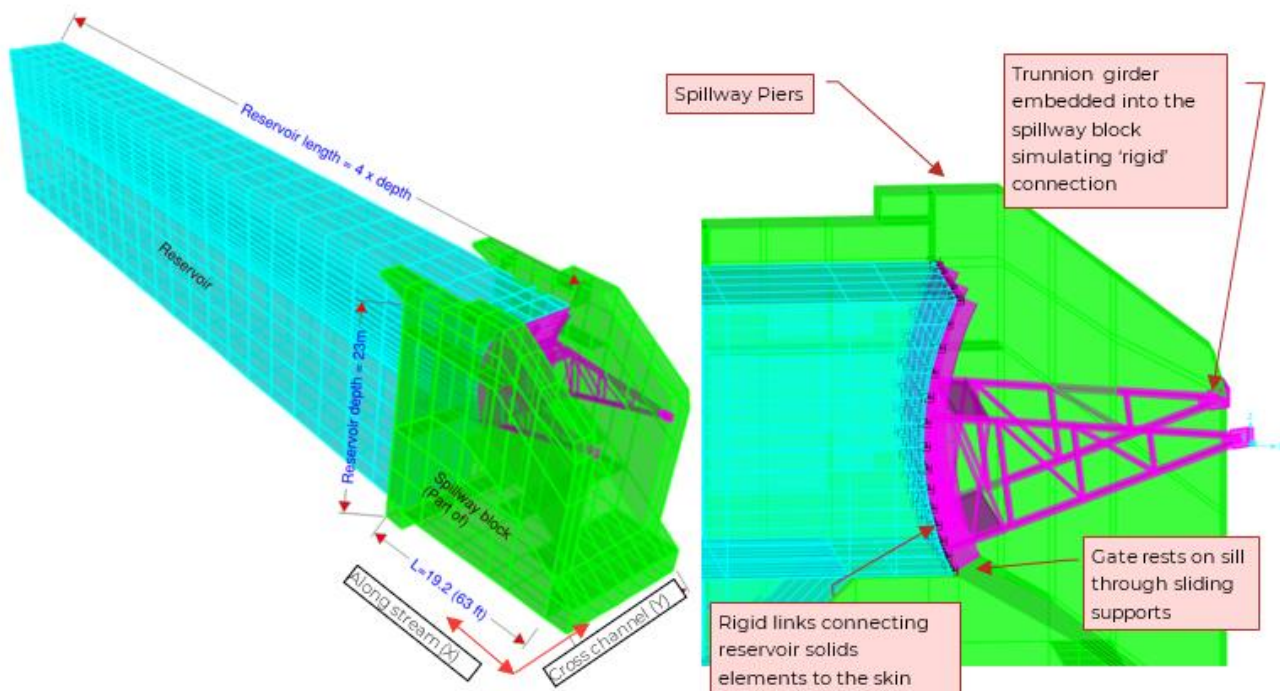 Reservoir length = 4 x depth
Reservoir
Reservoir depth = 23m
Spillway block
(Part of)
L=19.2 (63 ft)
Along stream (X)
Cross channel (Y)
Spillway Piers
Trunnion girder
embedded into the
spillway block
simulating ‘rigid’
connection
Gate rests on sill
through sliding
supports
Rigid links connecting
reservoir solids
elements to the skin